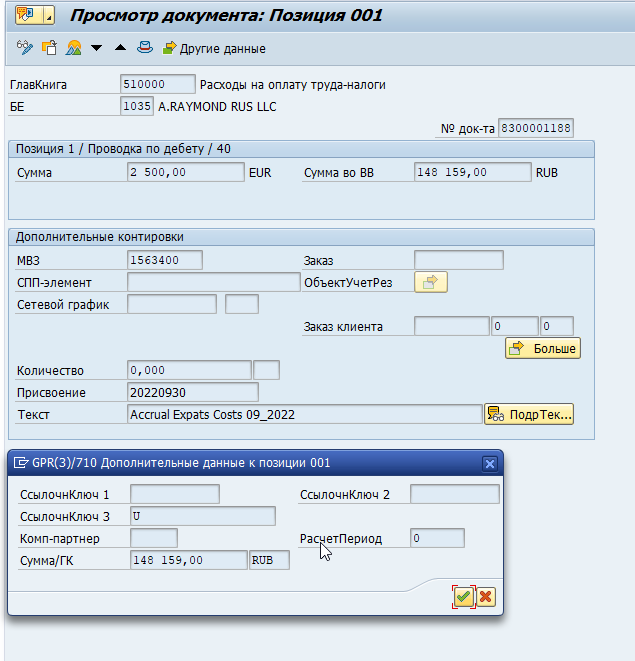 Просмотр документа: Позиция 001
Другие данные
ГлавКнига 510000 Расходы на оплату труда-налоги
БЕ 1035 A.RAYMOND RUS LLC
№ док-та 8300001188
Позиция 1 / Проводка по дебету / 40
Сумма 2 500,00 EUR Сумма во ВВ 148 159,00 RUB
Дополнительные контировки
МВЗ 1563400 Заказ
СПП-элемент ОбъектУчетРез
Сетевой график
Заказ клиента 0 0
Больше
Количество 0,000
Присвоение 20220930
Текст Accrual Expats Costs 09_2022 ПодрТек...
GPR(3)/710 Дополнительные данные к позиции 001
СсылочнКлюч 1 СсылочнКлюч 2
СсылочнКлюч 3 U
Комп-партнер РасчетПериод 0
Сумма/ГК 148 159,00 RUB